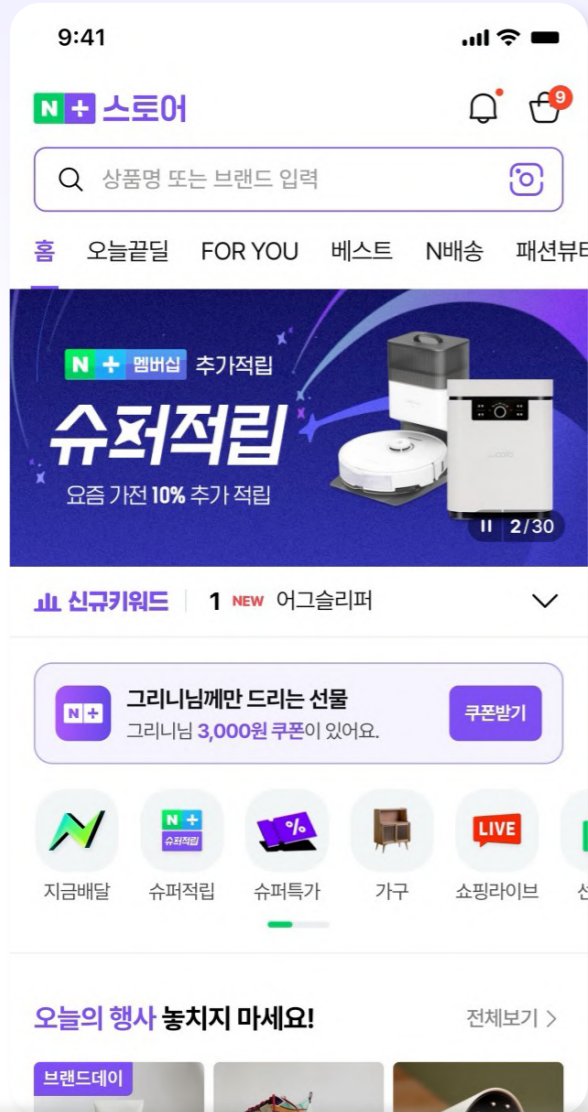 9:41
N+ 스토어
9
상품명 또는 브랜드 입력
홈 오늘끝딜 FOR YOU 베스트 N배송 패션뷰티
N+ 멤버십 추가적립
슈퍼적립
요즘 가전 10% 추가 적립
2/30
신규키워드 1 NEW 어그슬리퍼
N+
그리니님께만 드리는 선물
그리니님 3,000원 쿠폰이 있어요.
쿠폰받기
N+
슈퍼적립
%
LIVE
지금배달 슈퍼적립 슈퍼특가 가구 쇼핑라이브
오늘의 행사 놓치지 마세요!
전체보기 >
브랜드데이